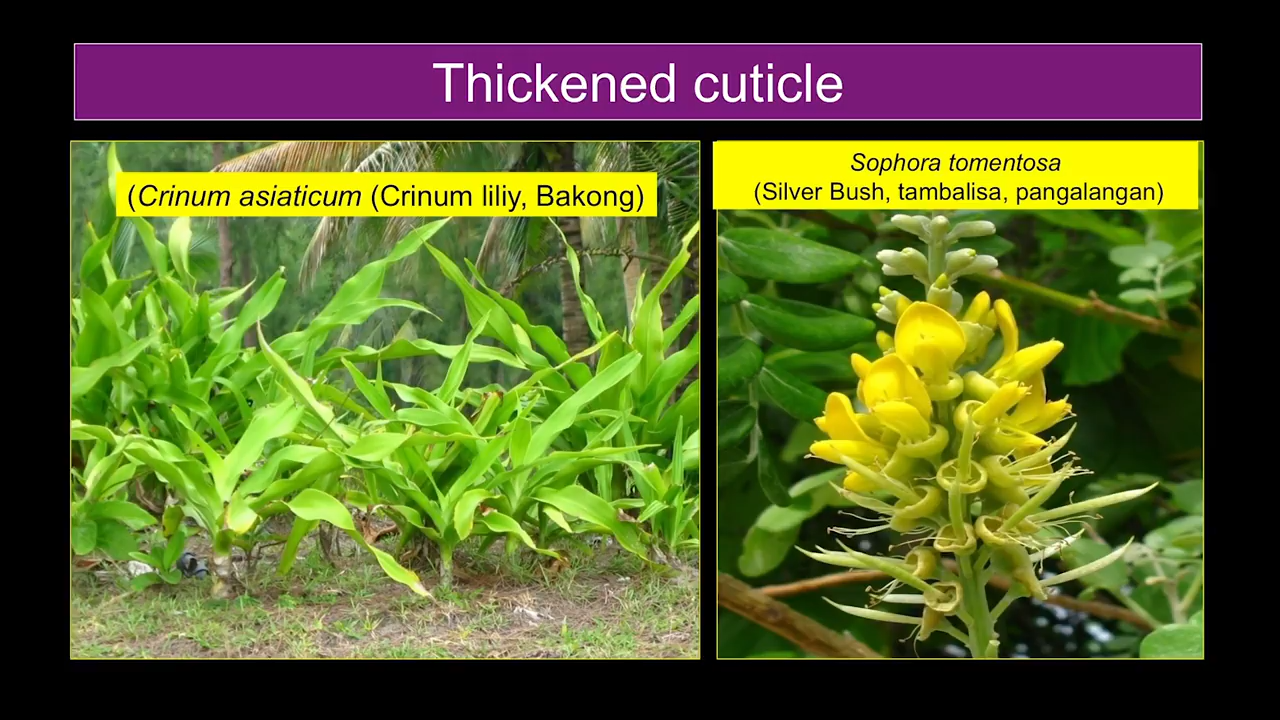 Thickened cuticle
(Crinum asiaticum (Crinum liliy, Bakong)
Sophora tomentosa
(Silver Bush, tambalisa, pangalangan)